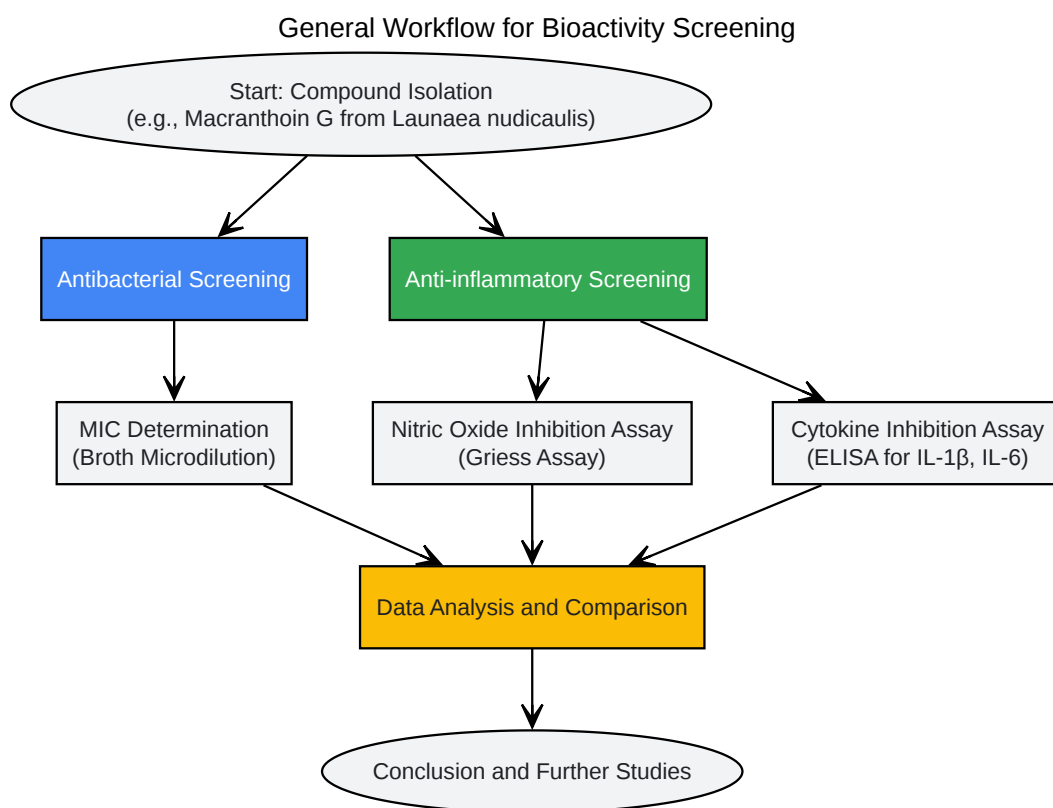 General Workflow for Bioactivity Screening
Start: Compound Isolation
(e.g., Macranthoin G from Launaea nudicaulis)
Antibacterial Screening
Anti-inflammatory Screening
MIC Determination
(Broth Microdilution)
Nitric Oxide Inhibition Assay
(Griess Assay)
Cytokine Inhibition Assay
(ELISA for IL-1β, IL-6)
Data Analysis and Comparison
Conclusion and Further Studies